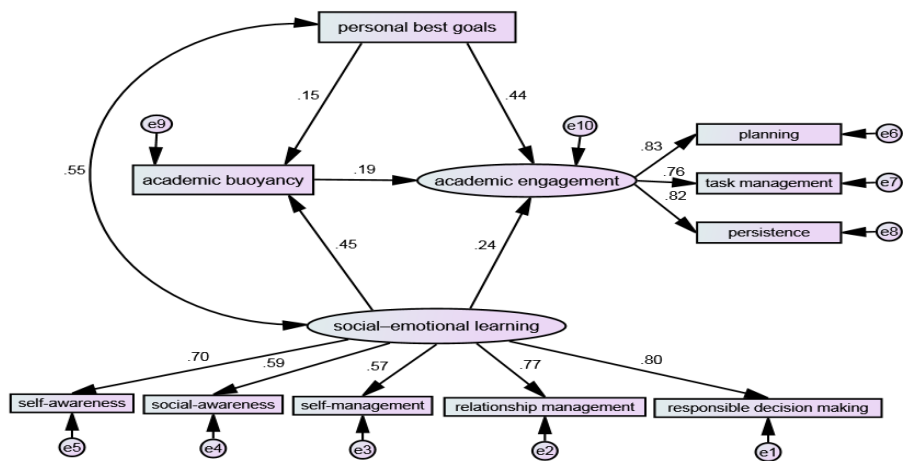 personal best goals
.15
.44
e9
e10
e6
planning
.83
.55
academic buoyancy
.19
academic engagement
.76
task management
e7
.82
persistence
e8
.45
.24
social–emotional learning
.70
.59
.57
.77
.80
self-awareness
social-awareness
self-management
relationship management
responsible decision making
e5
e4
e3
e2
e1